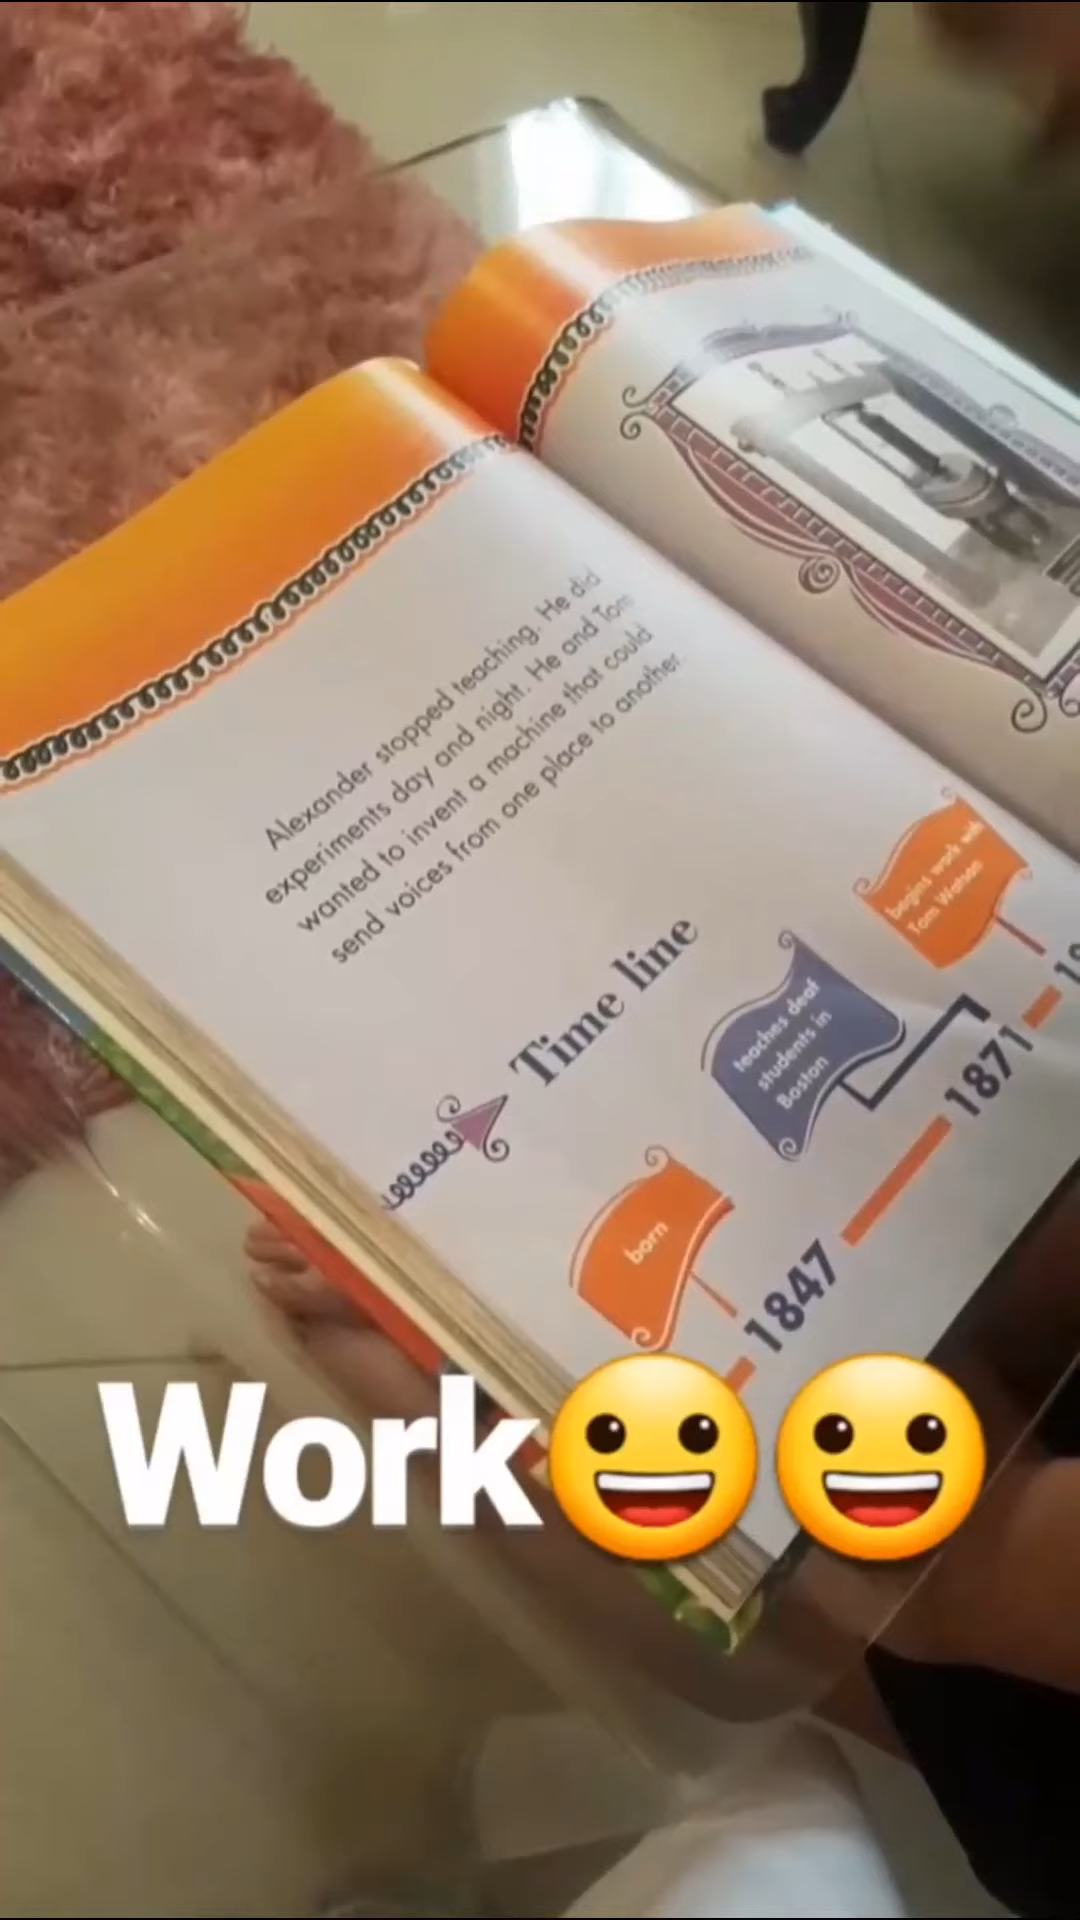 Alexander stopped teaching. He did
experiments day and night. He and Tom
wanted to invent a machine that could
send voices from one place to another.
Time line
begins work with
Tom Watson
teaches deaf
students in
Boston
1871
born
1847
Work😀😀